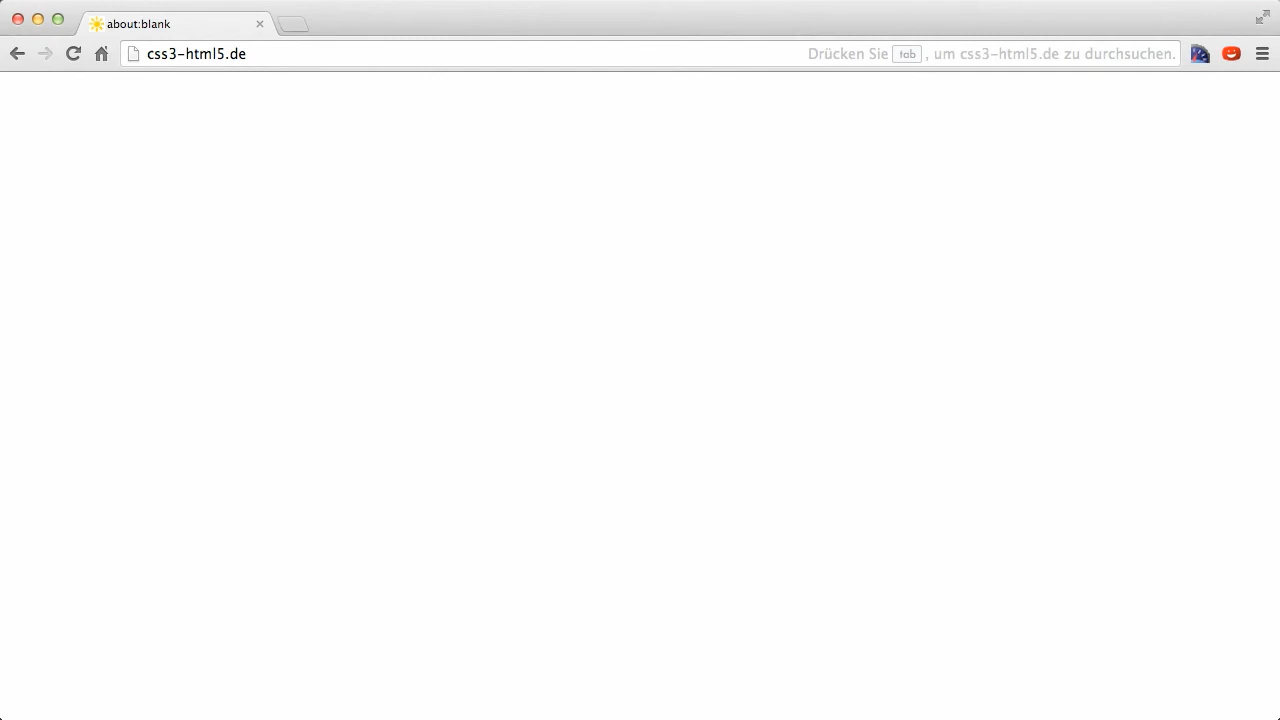 about:blank
css3-html5.de
Drücken Sie tab , um css3-html5.de zu durchsuchen.